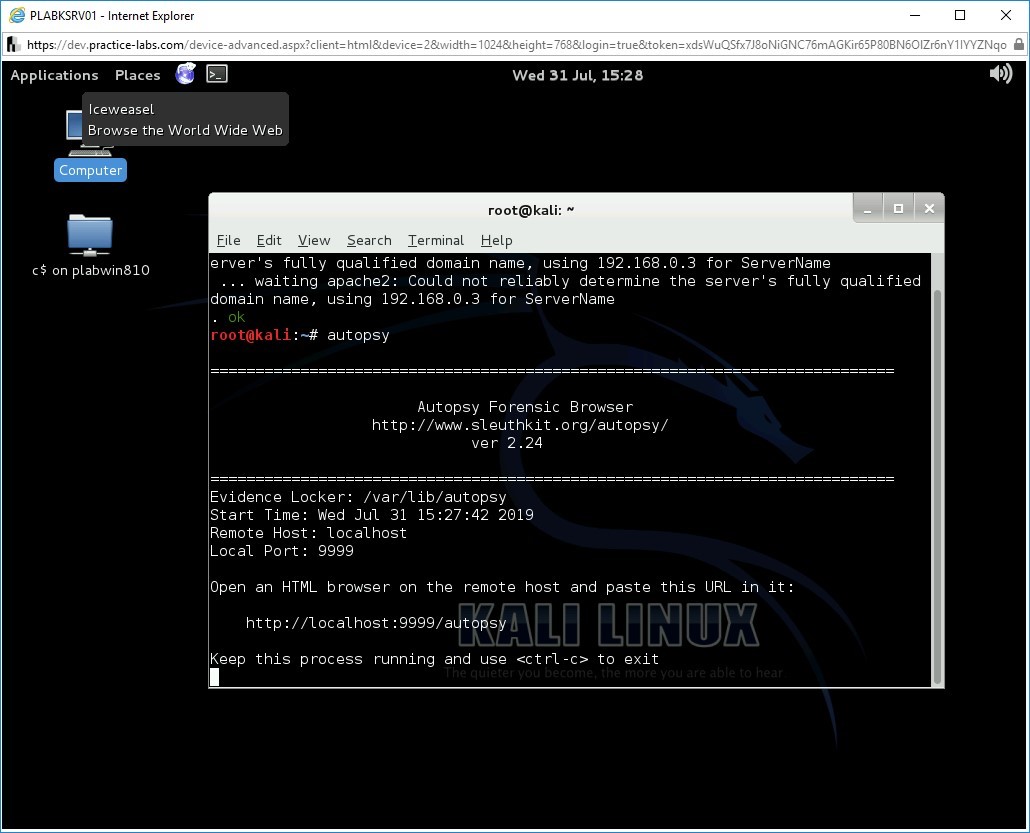 PLABKSRV01 - Internet Explorer
https://dev.practice-labs.com/device-advanced.aspx?client=html&device=2&width=1024&height=768&login=true&token=xdsWuQSfx7J8oNiGNC76mAGKir65P80BN6OIZr6nY1IYYZNqo
Applications Places Wed 31 Jul, 15:28
Iceweasel
Browse the World Wide Web
Computer
c$ on plabwin810
root@kali: ~
File Edit View Search Terminal Help
erver's fully qualified domain name, using 192.168.0.3 for ServerName
... waiting apache2: Could not reliably determine the server's fully qualified
domain name, using 192.168.0.3 for ServerName
. ok
root@kali:~# autopsy
============================================================================
Autopsy Forensic Browser
http://www.sleuthkit.org/autopsy/
ver 2.24
============================================================================
Evidence Locker: /var/lib/autopsy
Start Time: Wed Jul 31 15:27:42 2019
Remote Host: localhost
Local Port: 9999
Open an HTML browser on the remote host and paste this URL in it:
http://localhost:9999/autopsy
KALI LINUX
Keep this process running and use <ctrl-c> to exit
The quieter you become, the more you are able to hear